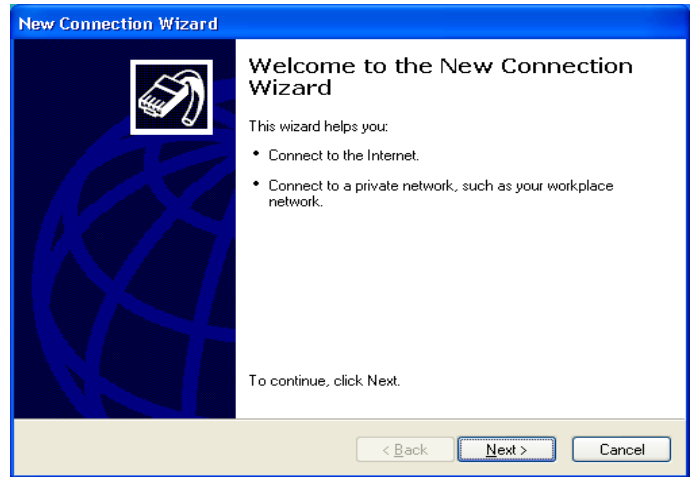 New Connection Wizard
Welcome to the New Connection
Wizard
This wizard helps you:
• Connect to the Internet.
• Connect to a private network, such as your workplace
network.
To continue, click Next.
< Back
Next >
Cancel